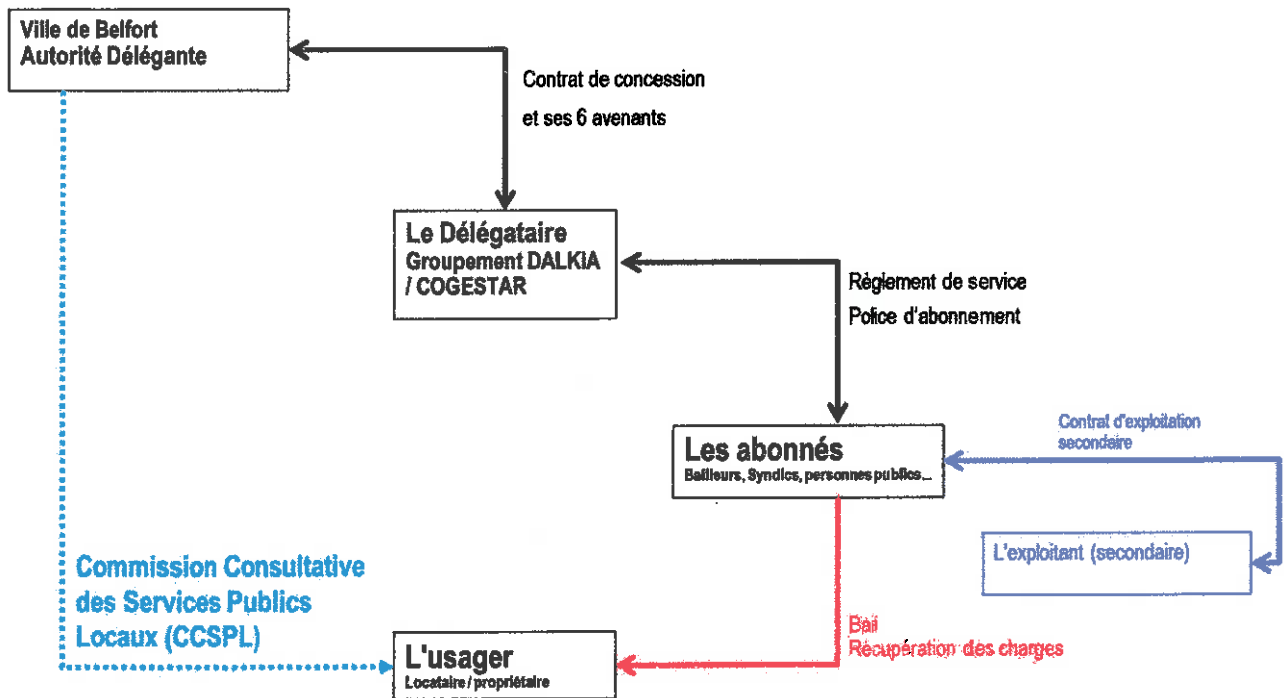 Ville de Belfort
Autorité Délégante
Contrat de concession
et ses 6 avenants
Le Délégataire
Groupement DALKIA
/ COGESTAR
Règlement de service
Police d'abonnement
Contrat d'exploitation
secondaire
Les abonnés
Bailleurs, Syndics, personnes publics...
L'exploitant (secondaire)
Commission Consultative
des Services Publics
Locaux (CCSPL)
Bail
Récupération des charges
L'usager
Locataire / propriétaire